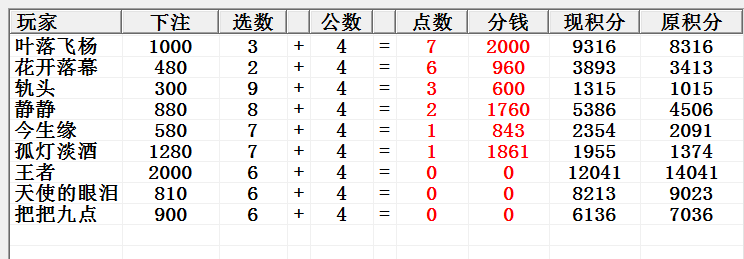 玩家 下注 选数 公数 点数 分钱 现积分 原积分
叶落飞杨 1000 3 + 4 = 7 2000 9316 8316
花开落幕 480 2 + 4 = 6 960 3893 3413
轨头 300 9 + 4 = 3 600 1315 1015
静静 880 8 + 4 = 2 1760 5386 4506
今生缘 580 7 + 4 = 1 843 2354 2091
孤灯淡酒 1280 7 + 4 = 1 1861 1955 1374
王者 2000 6 + 4 = 0 0 12041 14041
天使的眼泪 810 6 + 4 = 0 0 8213 9023
把把九点 900 6 + 4 = 0 0 6136 7036